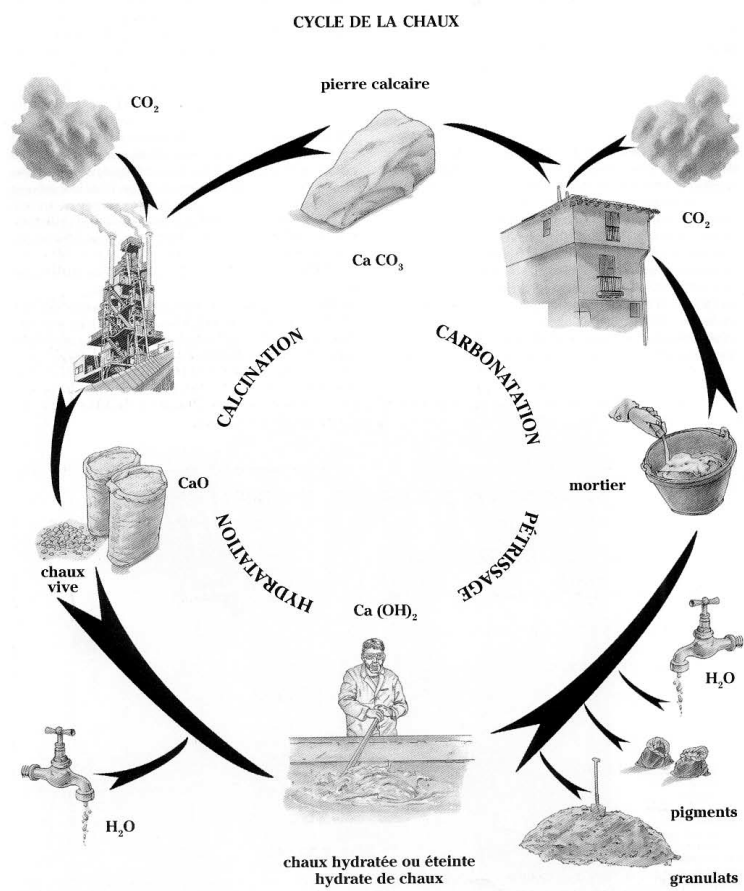 CYCLE DE LA CHAUX
pierre calcaire
CO₂
CO₂
Ca CO₃
CALCINATION
CARBONATATION
CaO
mortier
chaux
vive
HYDRATATION
PÉTRISSAGE
Ca (OH)₂
H₂O
H₂O
pigments
chaux hydratée ou éteinte
hydrate de chaux
granulats